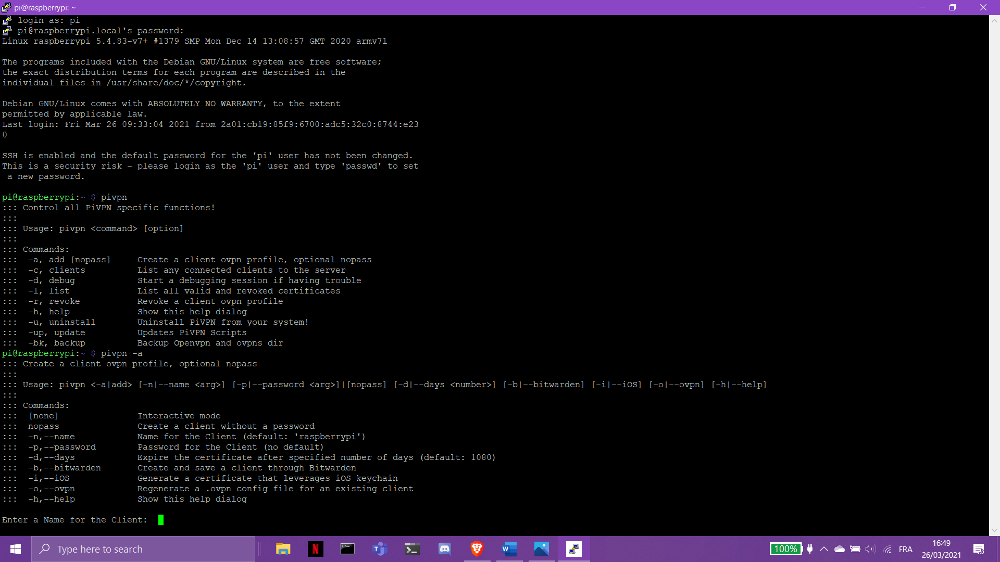 pi@raspberrypi: ~
login as: pi
pi@raspberrypi.local's password:
Linux raspberrypi 5.4.83-v7+ #1379 SMP Mon Dec 14 13:08:57 GMT 2020 armv7l
The programs included with the Debian GNU/Linux system are free software;
the exact distribution terms for each program are described in the
individual files in /usr/share/doc/*/copyright.
Debian GNU/Linux comes with ABSOLUTELY NO WARRANTY, to the extent
permitted by applicable law.
Last login: Fri Mar 26 09:33:04 2021 from 2a01:cb19:85f9:6700:adc5:32c0:8744:e23
0
SSH is enabled and the default password for the 'pi' user has not been changed.
This is a security risk - please login as the 'pi' user and type 'passwd' to set
 a new password.
pi@raspberrypi:~ $ pivpn
::: Control all PiVPN specific functions!
:::
::: Usage: pivpn <command> [option]
:::
::: Commands:
:::  -a, add [nopass]     Create a client ovpn profile, optional nopass
:::  -c, clients          List any connected clients to the server
:::  -d, debug            Start a debugging session if having trouble
:::  -l, list             List all valid and revoked certificates
:::  -r, revoke           Revoke a client ovpn profile
:::  -h, help             Show this help dialog
:::  -u, uninstall        Uninstall PiVPN from your system!
:::  -up, update          Updates PiVPN Scripts
:::  -bk, backup          Backup Openvpn and ovpns dir
pi@raspberrypi:~ $ pivpn -a
::: Create a client ovpn profile, optional nopass
:::
::: Usage: pivpn <-a|add> [-n|--name <arg>] [-p|--password <arg>]|[nopass] [-d|--days <number>] [-b|--bitwarden] [-i|--iOS] [-o|--ovpn] [-h|--help]
:::
::: Commands:
:::  [none]               Interactive mode
:::  nopass               Create a client without a password
:::  -n,--name            Name for the Client (default: 'raspberrypi')
:::  -p,--password        Password for the Client (no default)
:::  -d,--days            Expire the certificate after specified number of days (default: 1080)
:::  -b,--bitwarden       Create and save a client through Bitwarden
:::  -i,--iOS             Generate a certificate that leverages iOS keychain
:::  -o,--ovpn            Regenerate a .ovpn config file for an existing client
:::  -h,--help            Show this help dialog
Enter a Name for the Client:
Type here to search
100%
FRA
16:49
26/03/2021